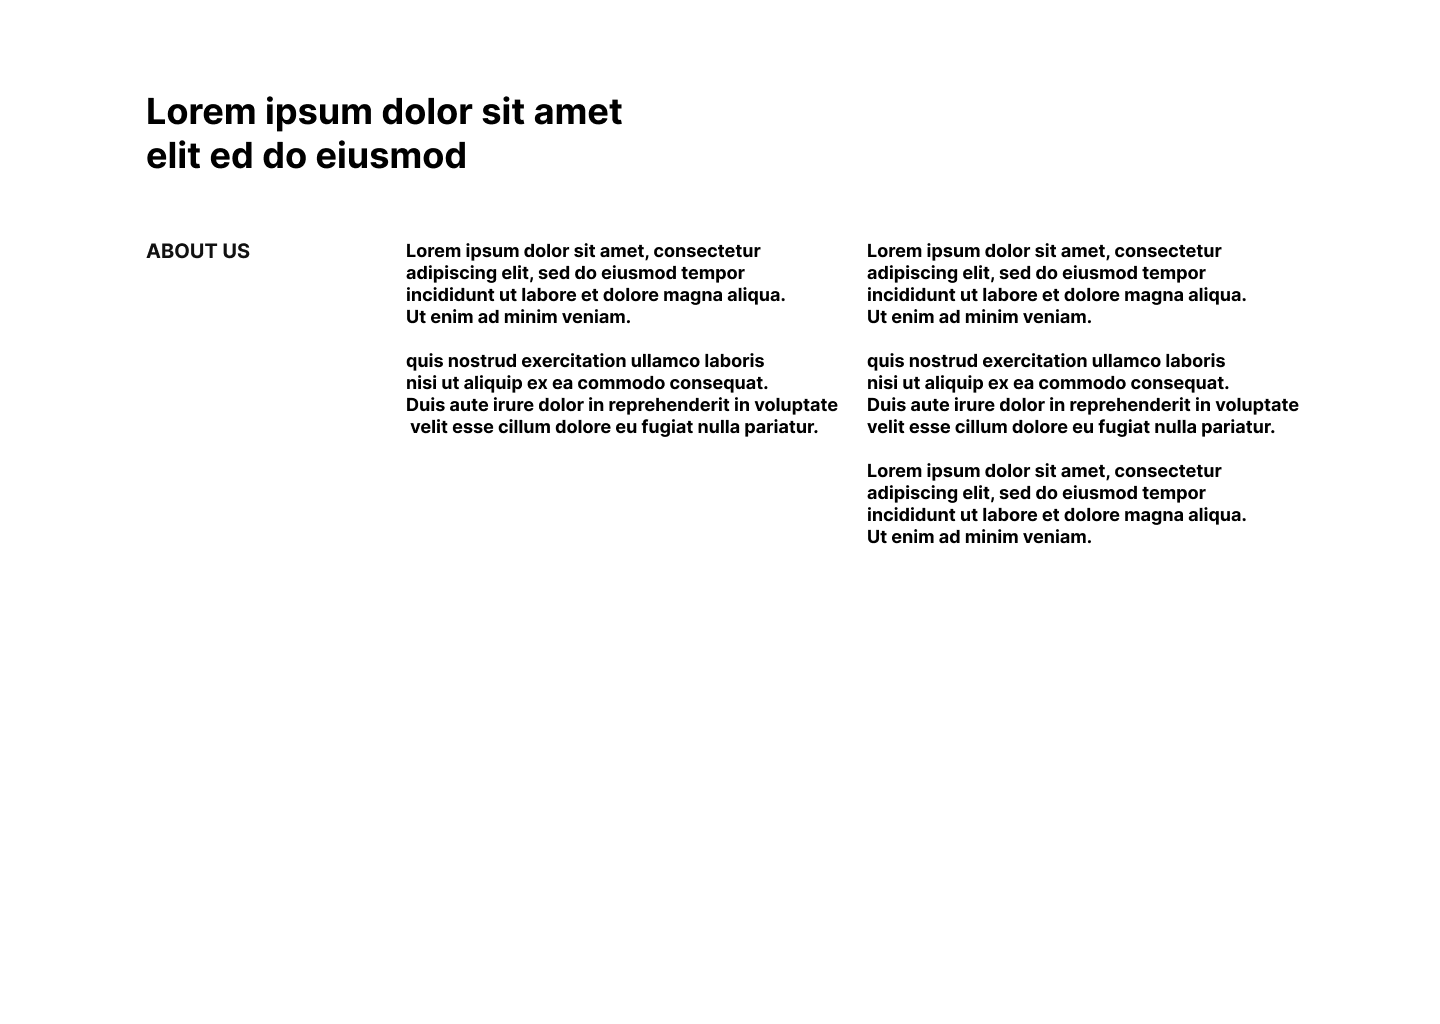 Lorem ipsum dolor sit amet
elit ed do eiusmod
ABOUT US
Lorem ipsum dolor sit amet, consectetur
adipiscing elit, sed do eiusmod tempor
incididunt ut labore et dolore magna aliqua.
Ut enim ad minim veniam.
quis nostrud exercitation ullamco laboris
nisi ut aliquip ex ea commodo consequat.
Duis aute irure dolor in reprehenderit in voluptate
velit esse cillum dolore eu fugiat nulla pariatur.
Lorem ipsum dolor sit amet, consectetur
adipiscing elit, sed do eiusmod tempor
incididunt ut labore et dolore magna aliqua.
Ut enim ad minim veniam.
quis nostrud exercitation ullamco laboris
nisi ut aliquip ex ea commodo consequat.
Duis aute irure dolor in reprehenderit in voluptate
velit esse cillum dolore eu fugiat nulla pariatur.
Lorem ipsum dolor sit amet, consectetur
adipiscing elit, sed do eiusmod tempor
incididunt ut labore et dolore magna aliqua.
Ut enim ad minim veniam.